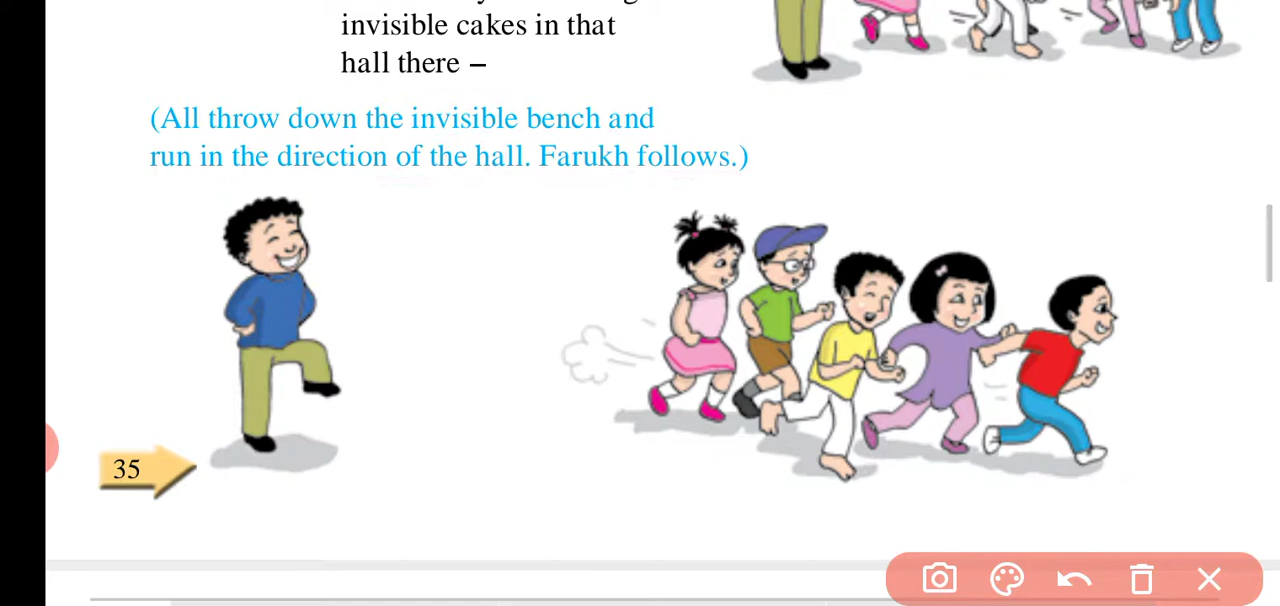 invisible cakes in that
hall there –
(All throw down the invisible bench and
run in the direction of the hall. Farukh follows.)
35